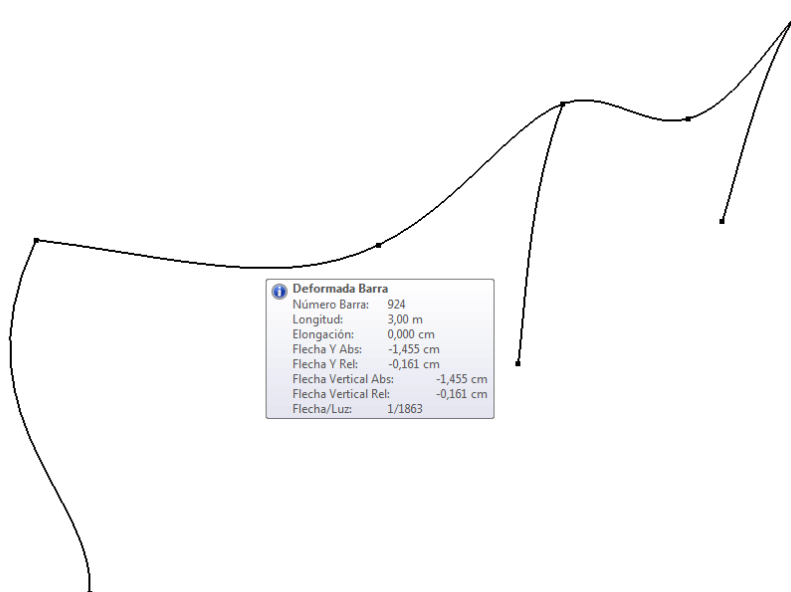 Deformada Barra
Número Barra: 924
Longitud: 3,00 m
Elongación: 0,000 cm
Flecha Y Abs: -1,455 cm
Flecha Y Rel: -0,161 cm
Flecha Vertical Abs: -1,455 cm
Flecha Vertical Rel: -0,161 cm
Flecha/Luz: 1/1863